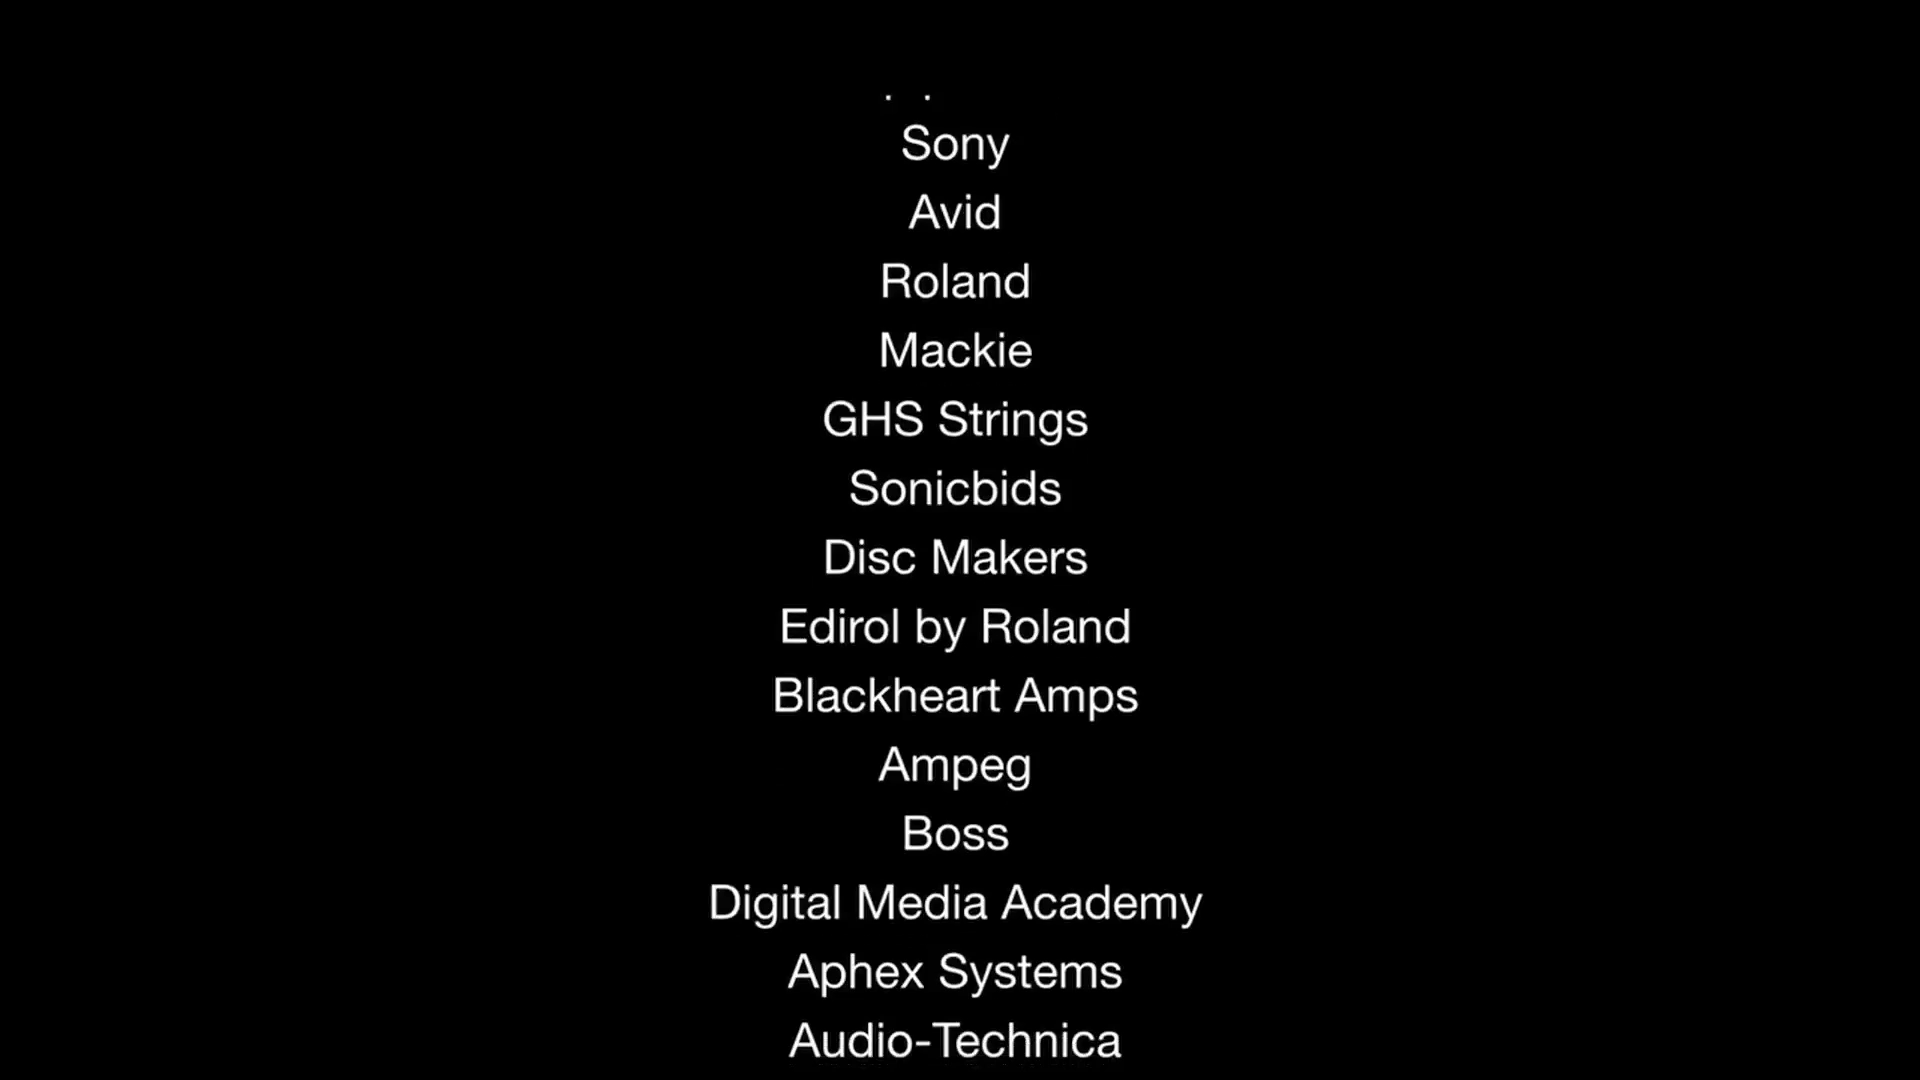 Sony
Avid
Roland
Mackie
GHS Strings
Sonicbids
Disc Makers
Edirol by Roland
Blackheart Amps
Ampeg
Boss
Digital Media Academy
Aphex Systems
Audio-Technica